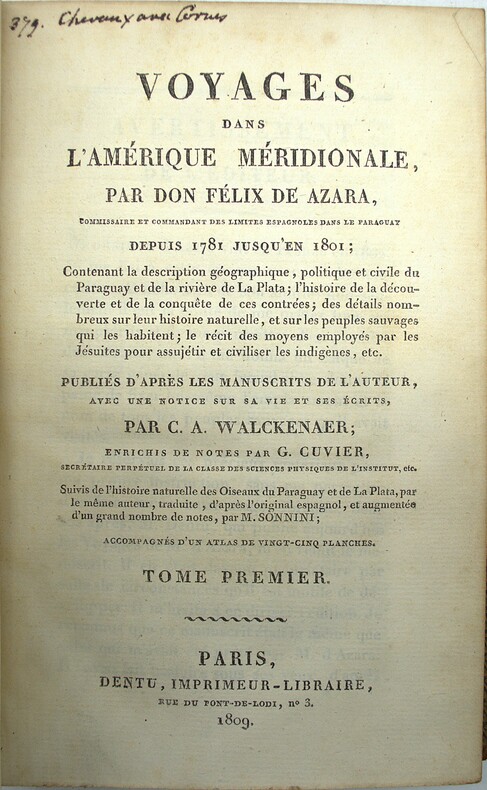 379. Chevaux avec Cornes
VOYAGES
DANS
L'AMÉRIQUE MÉRIDIONALE,
PAR DON FÉLIX DE AZARA,
COMMISSAIRE ET COMMANDANT DES LIMITES ESPAGNOLES DANS LE PARAGUAY
DEPUIS 1781 JUSQU'EN 1801;
Contenant la description géographique, politique et civile du
Paraguay et de la rivière de La Plata; l'histoire de la décou-
verte et de la conquête de ces contrées; des détails nom-
breux sur leur histoire naturelle, et sur les peuples sauvages
qui les habitent; le récit des moyens employés par les
Jésuites pour assujétir et civiliser les indigènes, etc.
PUBLIÉS D'APRÈS LES MANUSCRITS DE L'AUTEUR,
AVEC UNE NOTICE SUR SA VIE ET SES ÉCRITS,
PAR C. A. WALCKENAER;
ENRICHIS DE NOTES PAR G. CUVIER,
SECRÉTAIRE PERPÉTUEL DE LA CLASSE DES SCIENCES PHYSIQUES DE L'INSTITUT, etc.
Suivis de l'histoire naturelle des Oiseaux du Paraguay et de La Plata, par
le même auteur, traduite, d'après l'original espagnol, et augmentée
d'un grand nombre de notes, par M. SONNINI;
ACCOMPAGNÉS D'UN ATLAS DE VINGT-CINQ PLANCHES.
TOME PREMIER.
PARIS,
DENTU, IMPRIMEUR-LIBRAIRE,
RUE DU PONT-DE-LODI, nº 3.
1809.